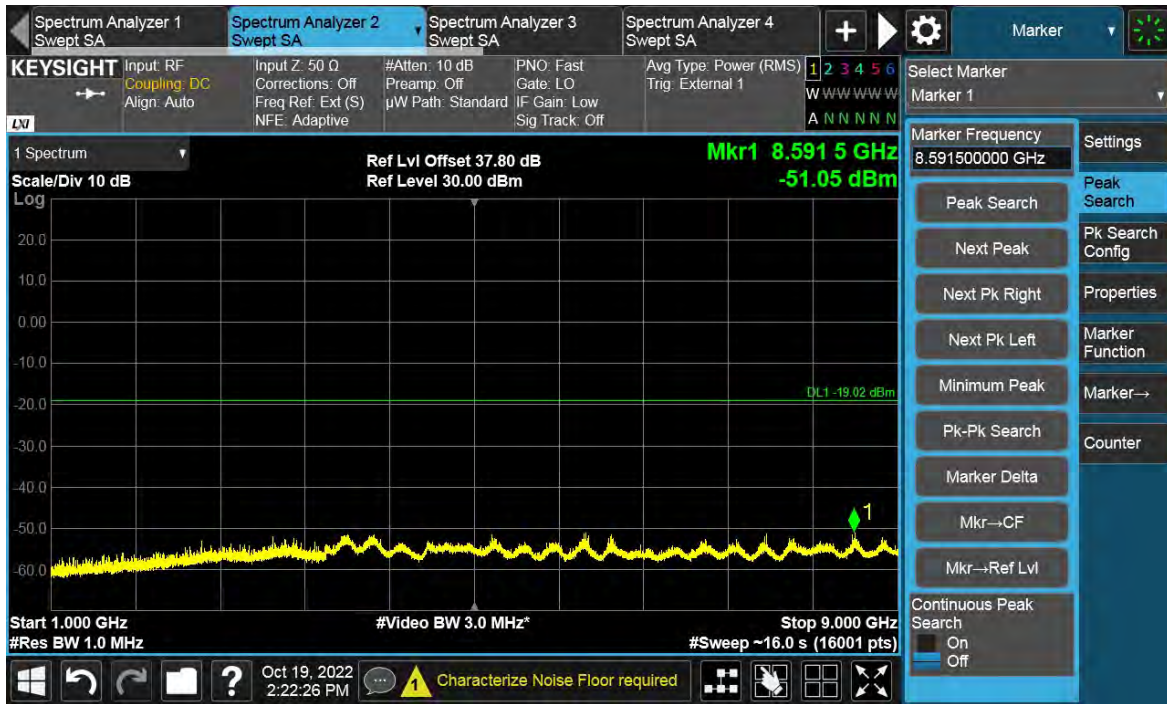 Spectrum Analyzer 1
Swept SA
Spectrum Analyzer 2
Swept SA
Spectrum Analyzer 3
Swept SA
Spectrum Analyzer 4
Swept SA
+
Marker
KEYSIGHT
LXI
Input: RF
Coupling: DC
Align: Auto
Input Z: 50 Ω
Corrections: Off
Freq Ref: Ext (S)
NFE: Adaptive
#Atten: 10 dB
Preamp: Off
µW Path: Standard
PNO: Fast
Gate: LO
IF Gain: Low
Sig Track: Off
Avg Type: Power (RMS)
Trig: External 1
1 2 3 4 5 6
W W W W W W
A N N N N N
Select Marker
Marker 1
1 Spectrum
Scale/Div 10 dB
Ref Lvl Offset 37.80 dB
Ref Level 30.00 dBm
Mkr1 8.591 5 GHz
-51.05 dBm
Log
20.0
10.0
0.00
-10.0
-20.0
-30.0
-40.0
-50.0
-60.0
DL1 -19.02 dBm
1
Start 1.000 GHz
#Res BW 1.0 MHz
#Video BW 3.0 MHz*
Stop 9.000 GHz
#Sweep ~16.0 s (16001 pts)
Marker Frequency
8.591500000 GHz
Peak Search
Next Peak
Next Pk Right
Next Pk Left
Minimum Peak
Pk-Pk Search
Marker Delta
Mkr→CF
Mkr→Ref Lvl
Continuous Peak
Search
On
Off
Settings
Peak
Search
Pk Search
Config
Properties
Marker
Function
Marker→
Counter
?
Oct 19, 2022
2:22:26 PM
1
Characterize Noise Floor required